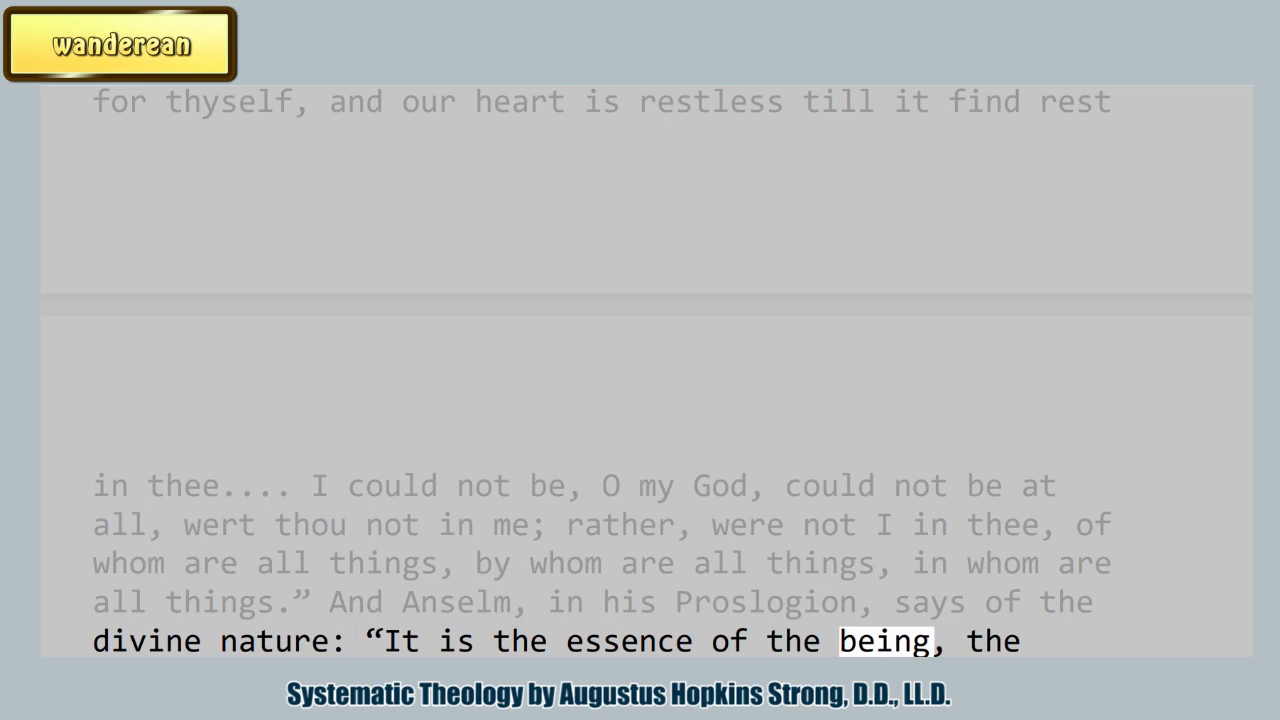 wanderean
for thyself, and our heart is restless till it find rest
in thee.... I could not be, O my God, could not be at
all, wert thou not in me; rather, were not I in thee, of
whom are all things, by whom are all things, in whom are
all things.” And Anselm, in his Proslogion, says of the
divine nature: “It is the essence of the being, the
Systematic Theology by Augustus Hopkins Strong, D.D., LL.D.